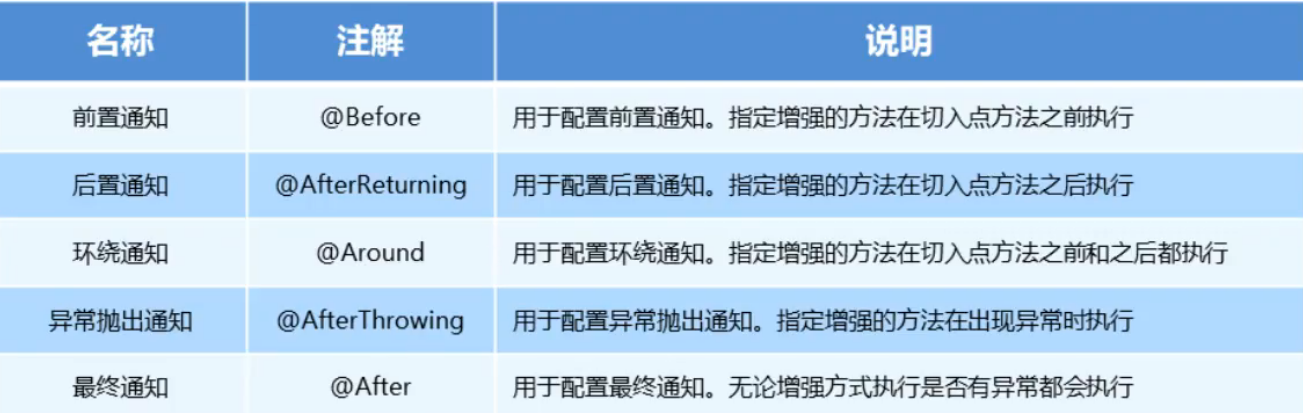 名称 注解 说明
前置通知 @Before 用于配置前置通知。指定增强的方法在切入点方法之前执行
后置通知 @AfterReturning 用于配置后置通知。指定增强的方法在切入点方法之后执行
环绕通知 @Around 用于配置环绕通知。指定增强的方法在切入点方法之前和之后都执行
异常抛出通知 @AfterThrowing 用于配置异常抛出通知。指定增强的方法在出现异常时执行
最终通知 @After 用于配置最终通知。无论增强方式执行是否有异常都会执行